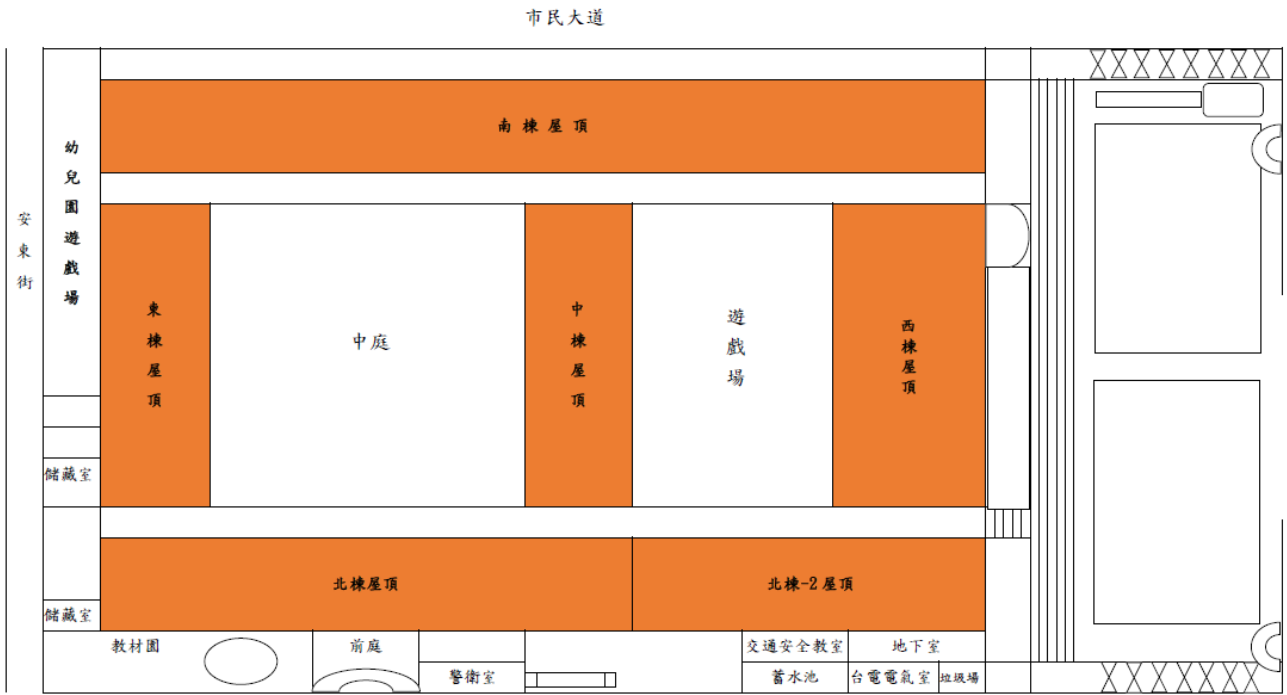 市民大道
南棟屋頂
幼兒園遊戲場
安東街
東棟屋頂
中庭
中棟屋頂
遊戲場
西棟屋頂
儲藏室
北棟屋頂
北棟-2屋頂
儲藏室
教材園
前庭
交通安全教室
地下室
警衛室
蓄水池
台電電氣室
垃圾場